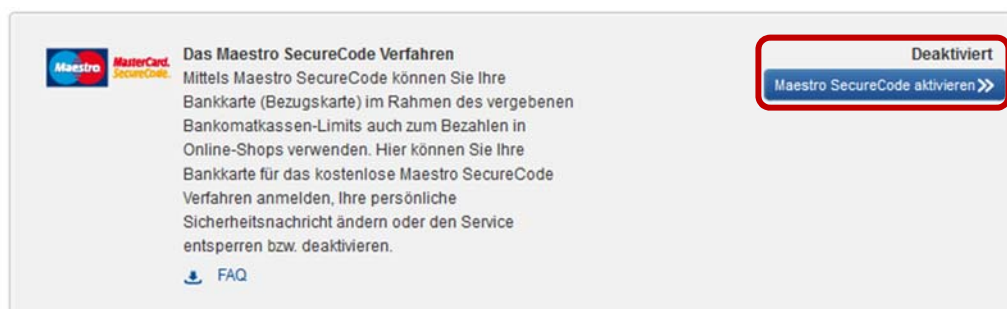 Maestro
MasterCard.
SecureCode.
Das Maestro SecureCode Verfahren
Mittels Maestro SecureCode können Sie Ihre
Bankkarte (Bezugskarte) im Rahmen des vergebenen
Bankomatkassen-Limits auch zum Bezahlen in
Online-Shops verwenden. Hier können Sie Ihre
Bankkarte für das kostenlose Maestro SecureCode
Verfahren anmelden, Ihre persönliche
Sicherheitsnachricht ändern oder den Service
entsperren bzw. deaktivieren.
FAQ
Deaktiviert
Maestro SecureCode aktivieren